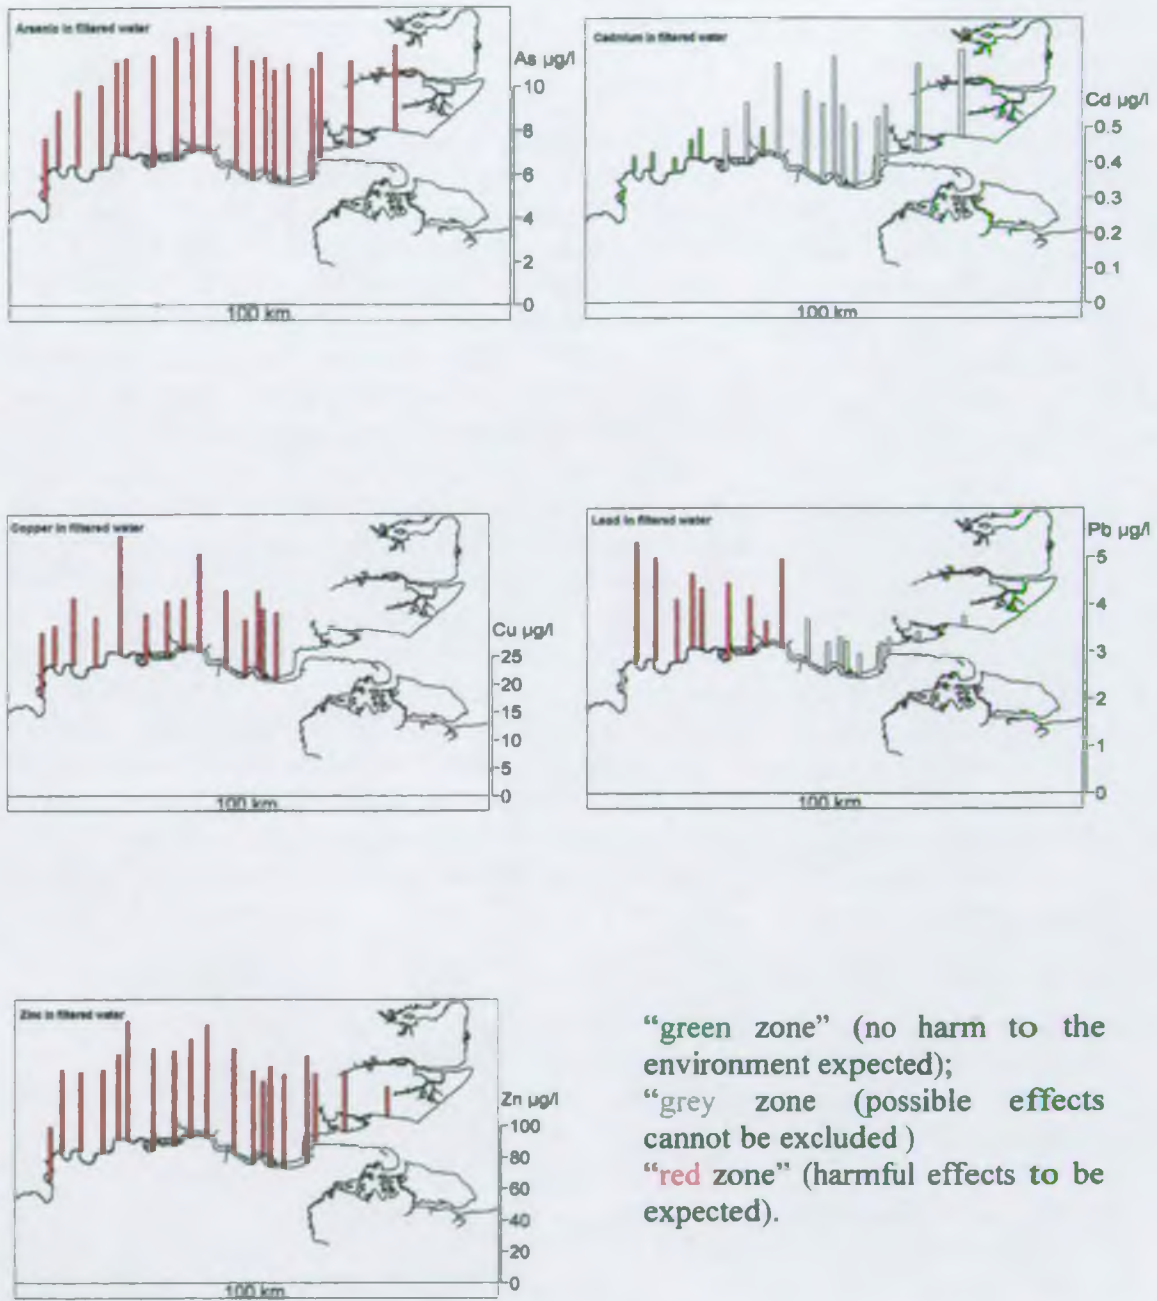 Arsenic in filtered water
As µg/l
10
8
6
4
2
0
100 km
Cadmium in filtered water
Cd µg/l
0.5
0.4
0.3
0.2
0.1
0
100 km
Copper in filtered water
Cu µg/l
25
20
15
10
5
0
100 km
Lead in filtered water
Pb µg/l
5
4
3
2
1
0
100 km
Zinc in filtered water
Zn µg/l
100
80
60
40
20
0
100 km
“green zone” (no harm to the
environment expected);
“grey zone (possible effects
cannot be excluded )
“red zone” (harmful effects to be
expected).